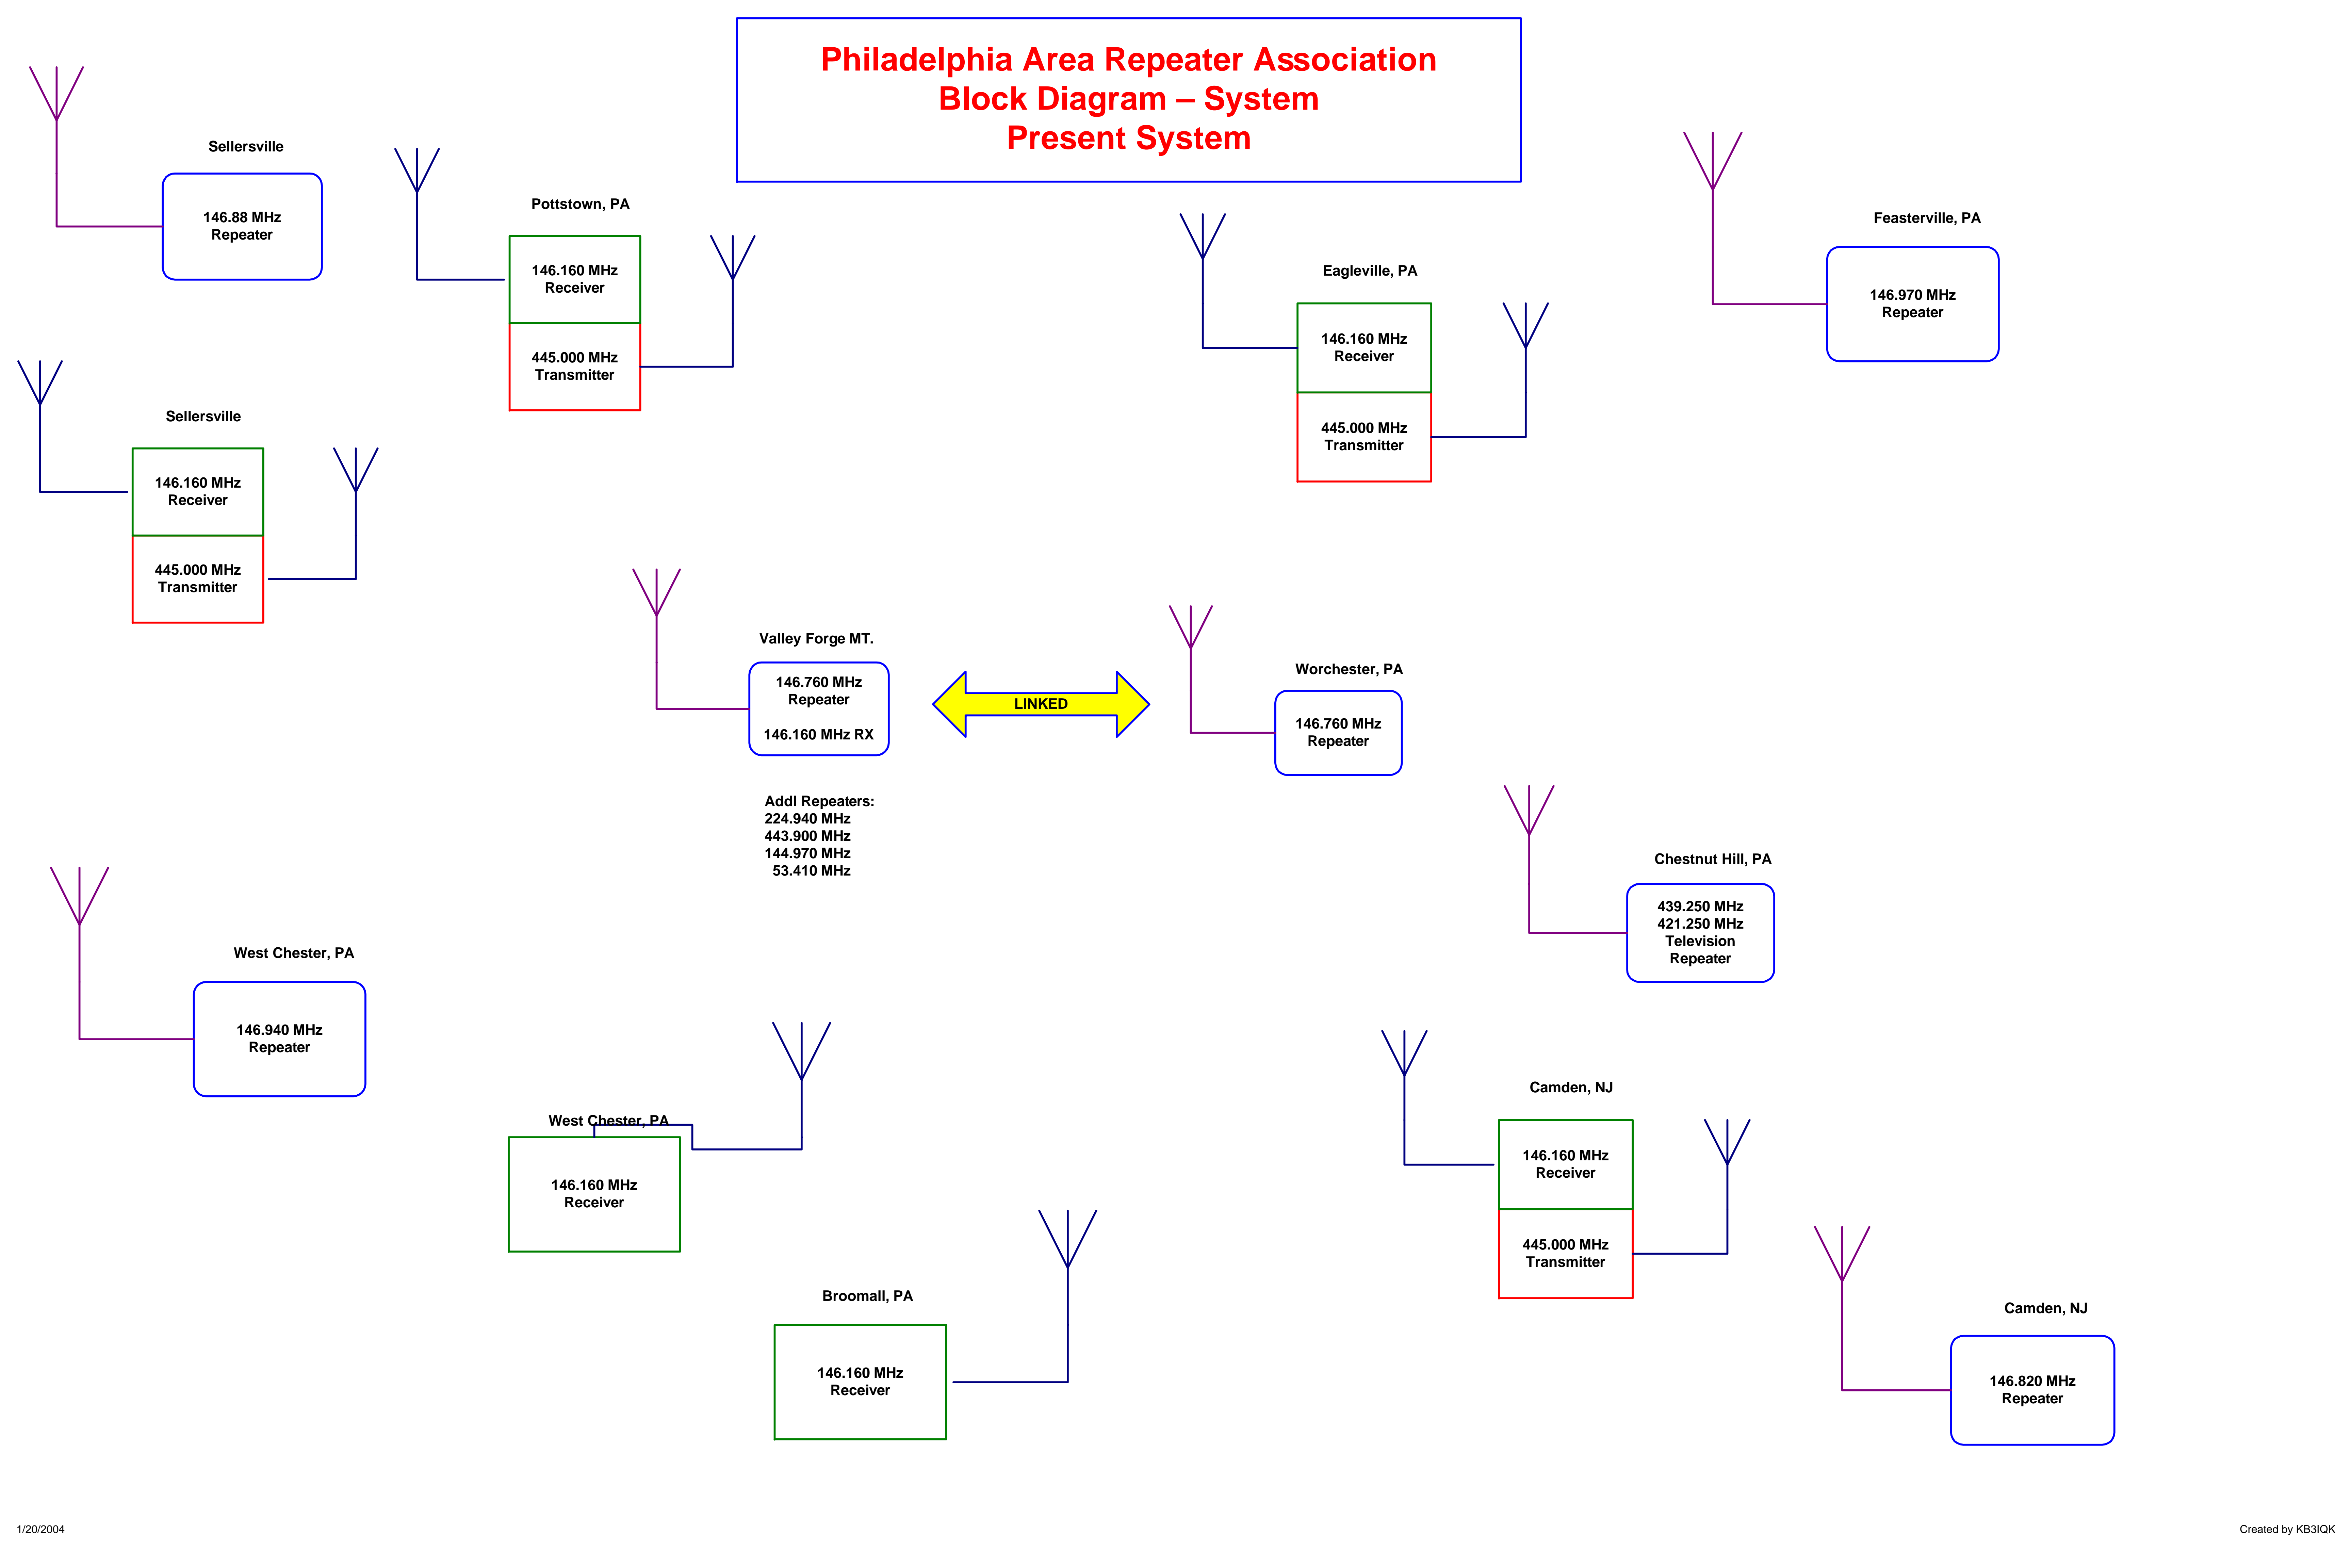 Philadelphia Area Repeater Association
Block Diagram – System
Present System
Sellersville
146.88 MHz
Repeater
Pottstown, PA
146.160 MHz
Receiver
445.000 MHz
Transmitter
Eagleville, PA
146.160 MHz
Receiver
445.000 MHz
Transmitter
Feasterville, PA
146.970 MHz
Repeater
Sellersville
146.160 MHz
Receiver
445.000 MHz
Transmitter
Valley Forge MT.
146.760 MHz
Repeater
146.160 MHz RX
LINKED
Worchester, PA
146.760 MHz
Repeater
Addl Repeaters:
224.940 MHz
443.900 MHz
144.970 MHz
53.410 MHz
Chestnut Hill, PA
439.250 MHz
421.250 MHz
Television
Repeater
West Chester, PA
146.940 MHz
Repeater
West Chester, PA
146.160 MHz
Receiver
Camden, NJ
146.160 MHz
Receiver
445.000 MHz
Transmitter
Broomall, PA
146.160 MHz
Receiver
Camden, NJ
146.820 MHz
Repeater
1/20/2004
Created by KB3IQK